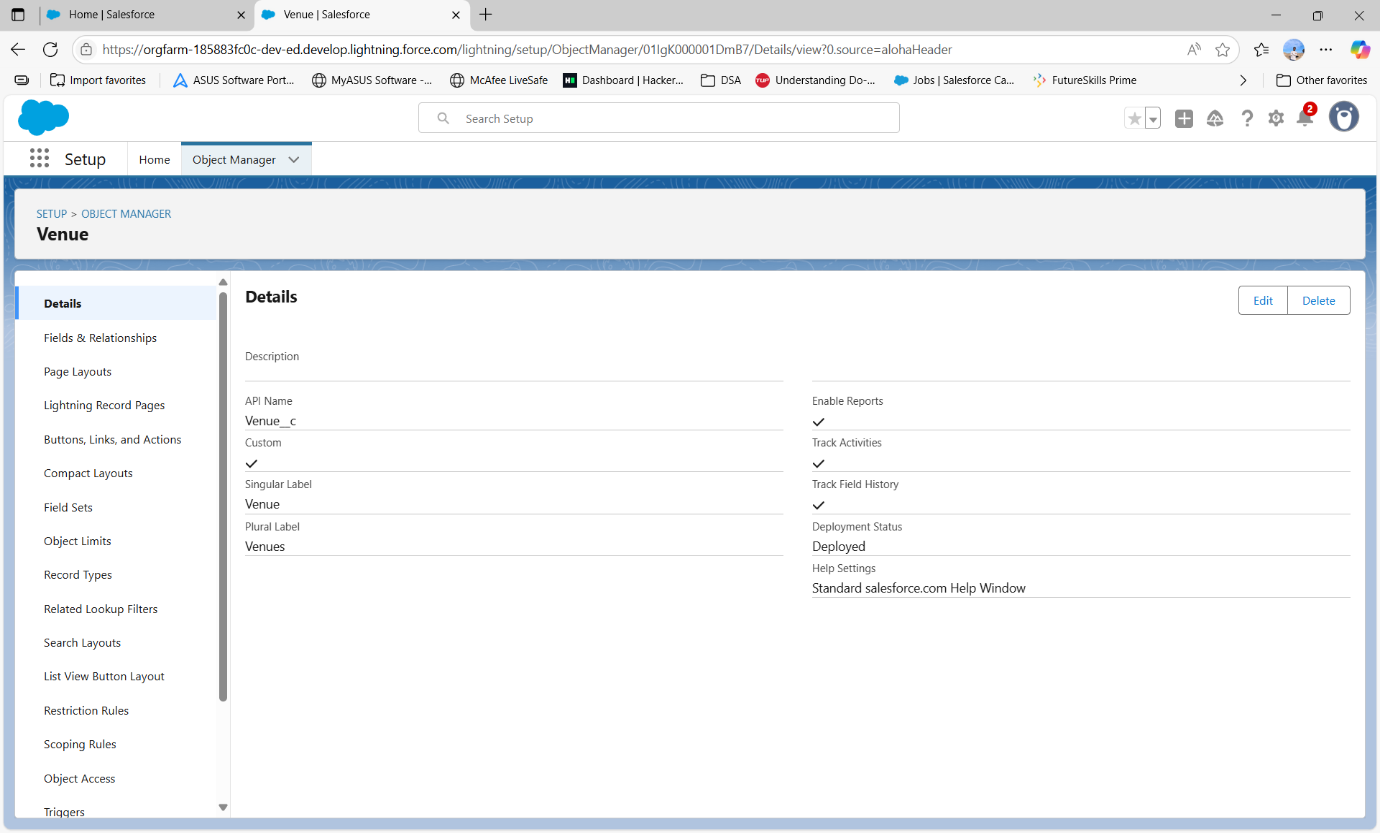 Home | Salesforce
Venue | Salesforce
https://orgfarm-185883fc0c-dev-ed.develop.lightning.force.com/lightning/setup/ObjectManager/01IgK000001DmB7/Details/view?0.source=alohaHeader
Import favorites
ASUS Software Port...
MyASUS Software -...
McAfee LiveSafe
Dashboard | Hacker...
DSA
Understanding Do-...
Jobs | Salesforce Ca...
FutureSkills Prime
Other favorites
Search Setup
2
Setup
Home
Object Manager
SETUP > OBJECT MANAGER
Venue
Details
Fields & Relationships
Page Layouts
Lightning Record Pages
Buttons, Links, and Actions
Compact Layouts
Field Sets
Object Limits
Record Types
Related Lookup Filters
Search Layouts
List View Button Layout
Restriction Rules
Scoping Rules
Object Access
Triggers
Details
Edit
Delete
Description
API Name
Venue__c
Custom
Singular Label
Venue
Plural Label
Venues
Enable Reports
Track Activities
Track Field History
Deployment Status
Deployed
Help Settings
Standard salesforce.com Help Window